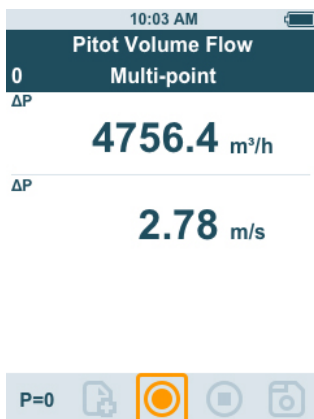 10:03 AM
Pitot Volume Flow
0 Multi-point
ΔP
4756.4 m³/h
ΔP
2.78 m/s
P=0